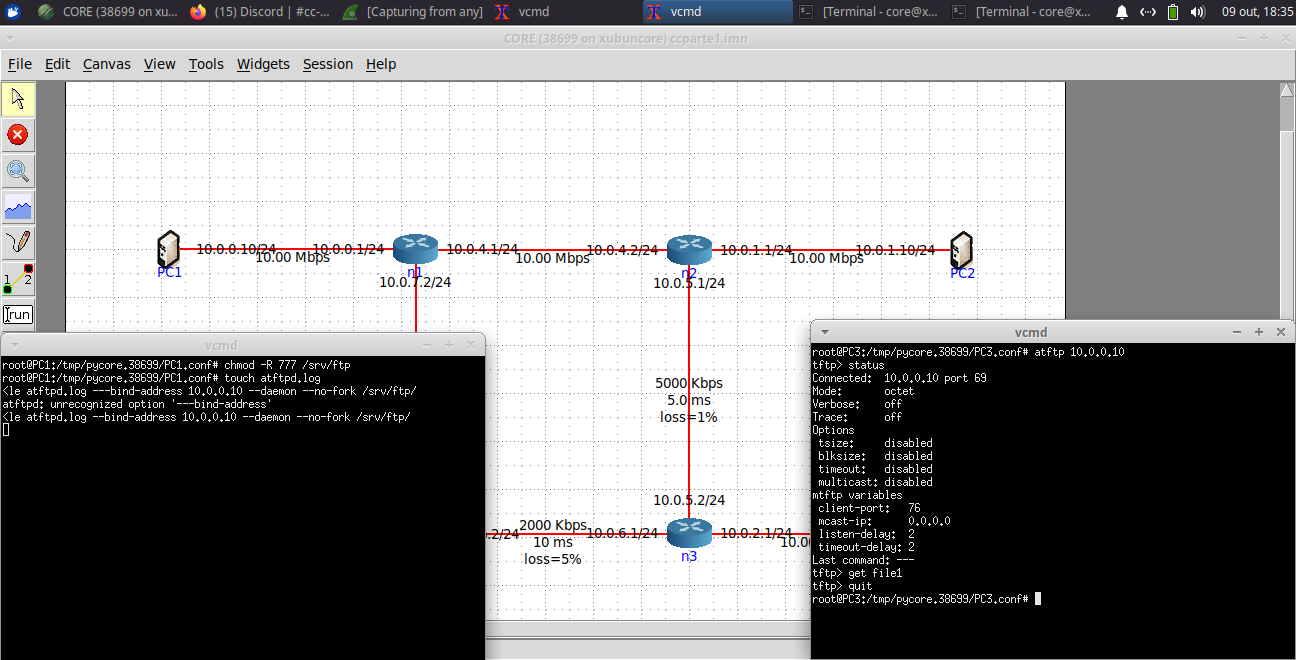 CORE (38699 on xu...
(15) Discord | #cc-...
[Capturing from any]
vcmd
vcmd
[Terminal - core@x...
[Terminal - core@x...
09 out, 18:35
CORE (38699 on xubuncore) ccparte1.imn
File Edit Canvas View Tools Widgets Session Help
1 2
run
10.0.0.10/24
10.0.0.1/24
10.00 Mbps
PC1
n1
10.0.4.1/24
10.0.7.2/24
10.00 Mbps
10.0.4.2/24
n2
10.0.5.1/24
10.0.1.1/24
10.00 Mbps
10.0.1.10/24
PC2
5000 Kbps
5.0 ms
loss=1%
10.0.5.2/24
.2/24
2000 Kbps
10 ms
loss=5%
10.0.6.1/24
n3
10.0.2.1/24
10.00
vcmd
root@PC1:/tmp/pycore.38699/PC1.conf# chmod -R 777 /srv/ftp
root@PC1:/tmp/pycore.38699/PC1.conf# touch atftpd.log
<le atftpd.log ---bind-address 10.0.0.10 --daemon --no-fork /srv/ftp/
atftpd: unrecognized option '---bind-address'
<le atftpd.log --bind-address 10.0.0.10 --daemon --no-fork /srv/ftp/
vcmd
root@PC3:/tmp/pycore.38699/PC3.conf# atftp 10.0.0.10
tftp> status
Connected: 10.0.0.10 port 69
Mode: octet
Verbose: off
Trace: off
Options
tsize: disabled
blksize: disabled
timeout: disabled
multicast: disabled
mtftp variables
client-port: 76
mcast-ip: 0.0.0.0
listen-delay: 2
timeout-delay: 2
Last command: ---
tftp> get file1
tftp> quit
root@PC3:/tmp/pycore.38699/PC3.conf#